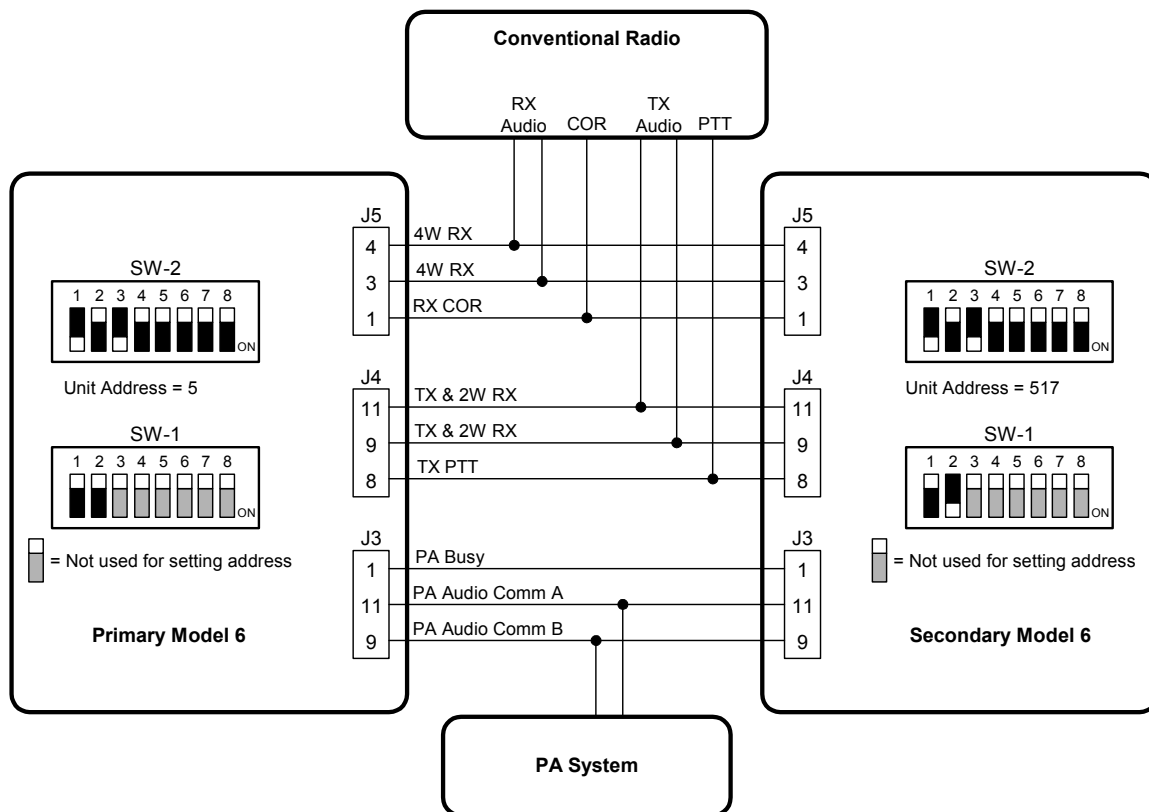 Conventional Radio
RX
Audio
COR
TX
Audio
PTT
SW-2
1 2 3 4 5 6 7 8
ON
Unit Address = 5
SW-1
1 2 3 4 5 6 7 8
ON
= Not used for setting address
Primary Model 6
J5
4
3
1
4W RX
4W RX
RX COR
J4
11
9
8
TX & 2W RX
TX & 2W RX
TX PTT
J3
1
11
9
PA Busy
PA Audio Comm A
PA Audio Comm B
J5
4
3
1
J4
11
9
8
J3
1
11
9
SW-2
1 2 3 4 5 6 7 8
ON
Unit Address = 517
SW-1
1 2 3 4 5 6 7 8
ON
= Not used for setting address
Secondary Model 6
PA System